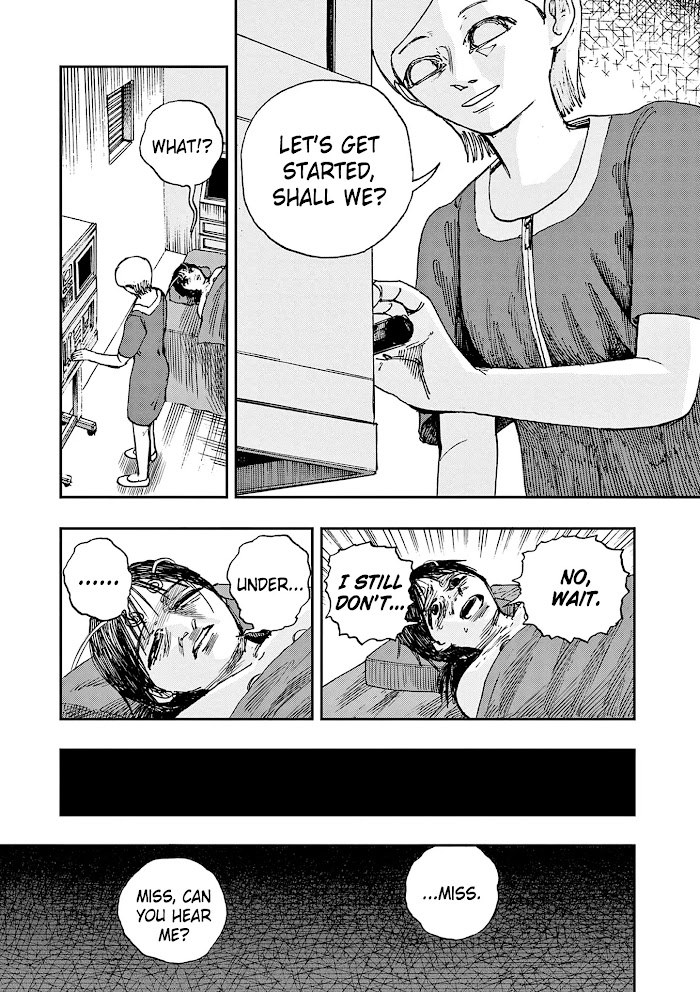 LET'S GET
STARTED,
SHALL WE?
WHAT!?
NO,
WAIT.
I STILL
DON'T...
UNDER...
......
...MISS.
MISS, CAN
YOU HEAR
ME?